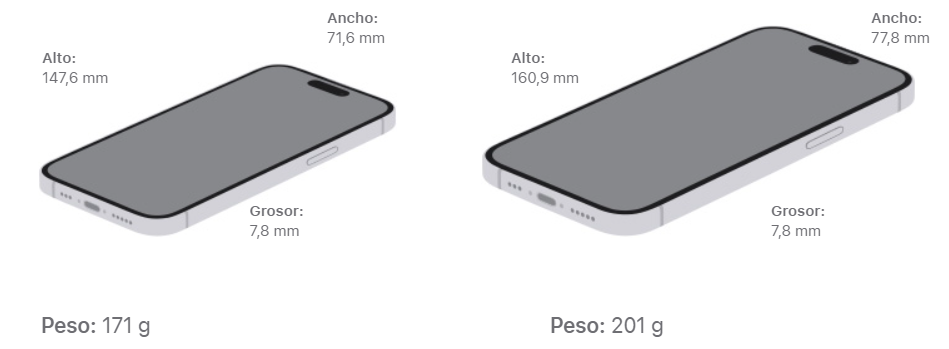 Ancho:
71,6 mm
Alto:
147,6 mm
Grosor:
7,8 mm
Peso: 171 g
Ancho:
77,8 mm
Alto:
160,9 mm
Grosor:
7,8 mm
Peso: 201 g